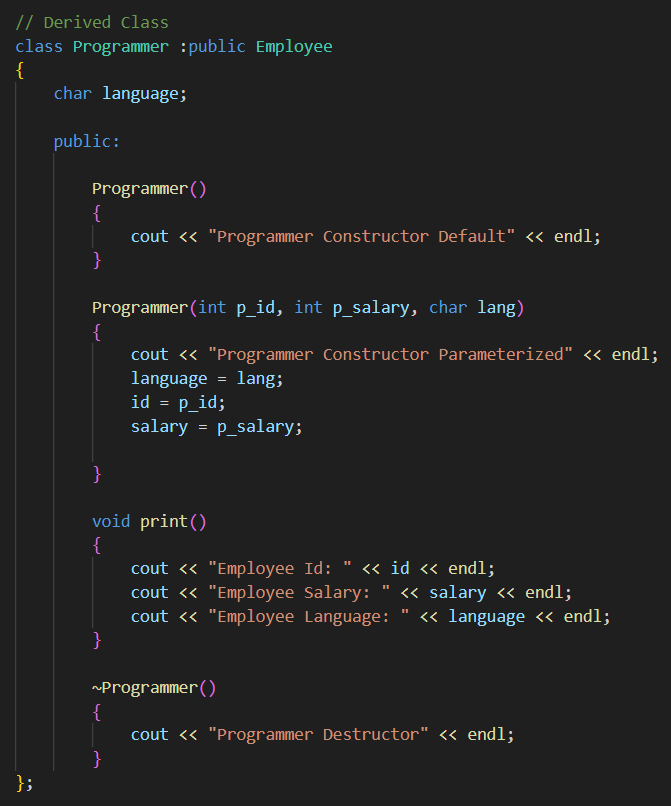 // Derived Class
class Programmer :public Employee
{
    char language;

    public:

        Programmer()
        {
            cout << "Programmer Constructor Default" << endl;
        }

        Programmer(int p_id, int p_salary, char lang)
        {
            cout << "Programmer Constructor Parameterized" << endl;
            language = lang;
            id = p_id;
            salary = p_salary;

        }

        void print()
        {
            cout << "Employee Id: " << id << endl;
            cout << "Employee Salary: " << salary << endl;
            cout << "Employee Language: " << language << endl;
        }

        ~Programmer()
        {
            cout << "Programmer Destructor" << endl;
        }
};